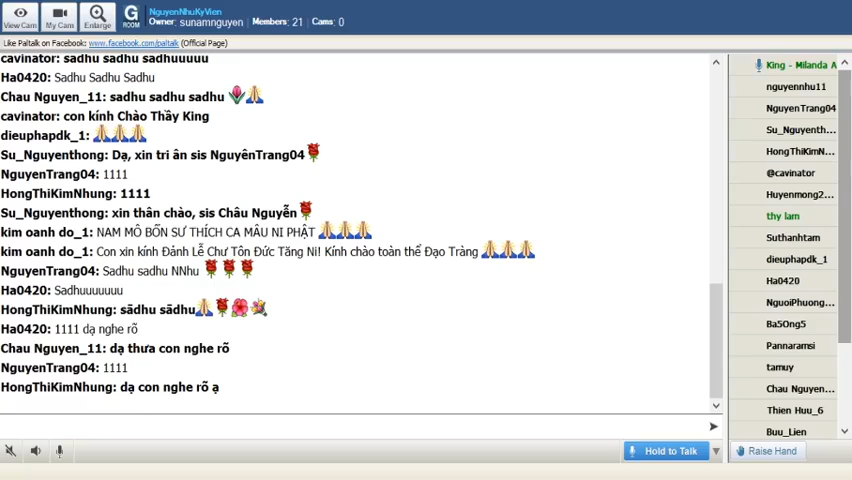 View Cam
My Cam
Enlarge
G
ROOM
NguyenNhuKyVien
Owner: sunamnguyen Members: 21 Cams: 0
Like Paltalk on Facebook: www.facebook.com/paltalk (Official Page)
cavinator: sadhu sadhu sadhuuuuu
Ha0420: Sadhu Sadhu Sadhu
Chau Nguyen_11: sadhu sadhu sadhu
cavinator: con kính Chào Thầy King
dieuphapdk_1:
Su_Nguyenthong: Dạ, xin tri ân sis NguyênTrang04
NguyenTrang04: 1111
HongThiKimNhung: 1111
Su_Nguyenthong: xin thân chào, sis Châu Nguyễn
kim oanh do_1: NAM MÔ BỔN SƯ THÍCH CA MÂU NI PHẬT
kim oanh do_1: Con xin kính Đảnh Lễ Chư Tôn Đức Tăng Ni! Kính chào toàn thể Đạo Tràng
NguyenTrang04: Sadhu sadhu NNhu
Ha0420: Sadhuuuuuuu
HongThiKimNhung: sādhu sādhu
Ha0420: 1111 dạ nghe rõ
Chau Nguyen_11: dạ thưa con nghe rõ
NguyenTrang04: 1111
HongThiKimNhung: dạ con nghe rõ ạ
Hold to Talk
King - Milanda A
nguyennhu11
NguyenTrang04
Su_Nguyenth...
HongThiKimN...
@cavinator
Huyenmong2...
thy lam
Suthanhtam
dieuphapdk_1
Ha0420
NguoiPhuong...
Ba5Ong5
Pannaramsi
tamuy
Chau Nguyen...
Thien Huu_6
Buu_Lien
Raise Hand